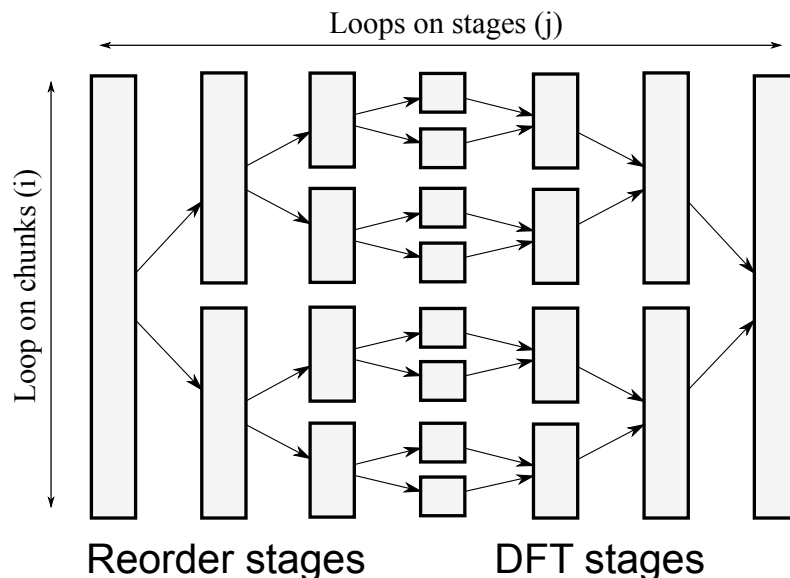 Loops on stages (j)
Loop on chunks (i)
Reorder stages
DFT stages